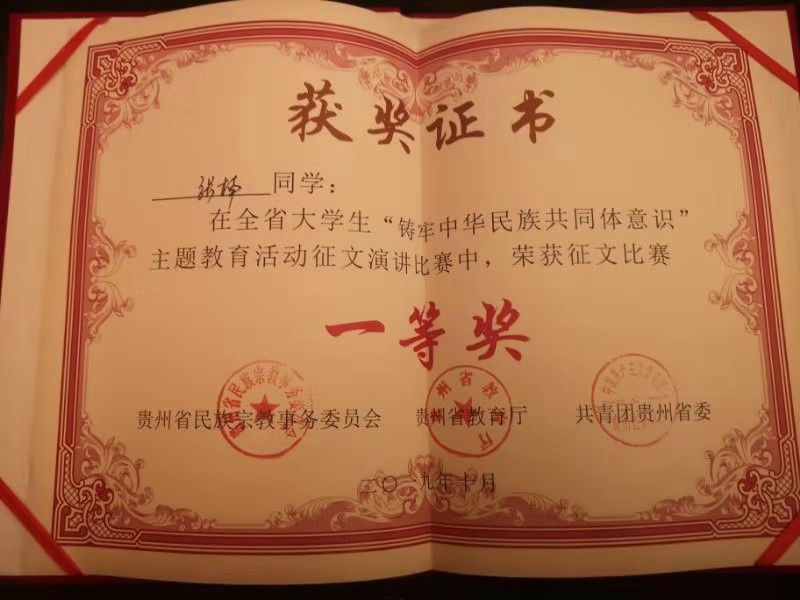 获奖证书
同学：
在全省大学生“铸牢中华民族共同体意识”
主题教育活动征文演讲比赛中，荣获征文比赛
一等奖
贵州省民族宗教事务委员会 贵州省教育厅 共青团贵州省委
二〇一九年十月